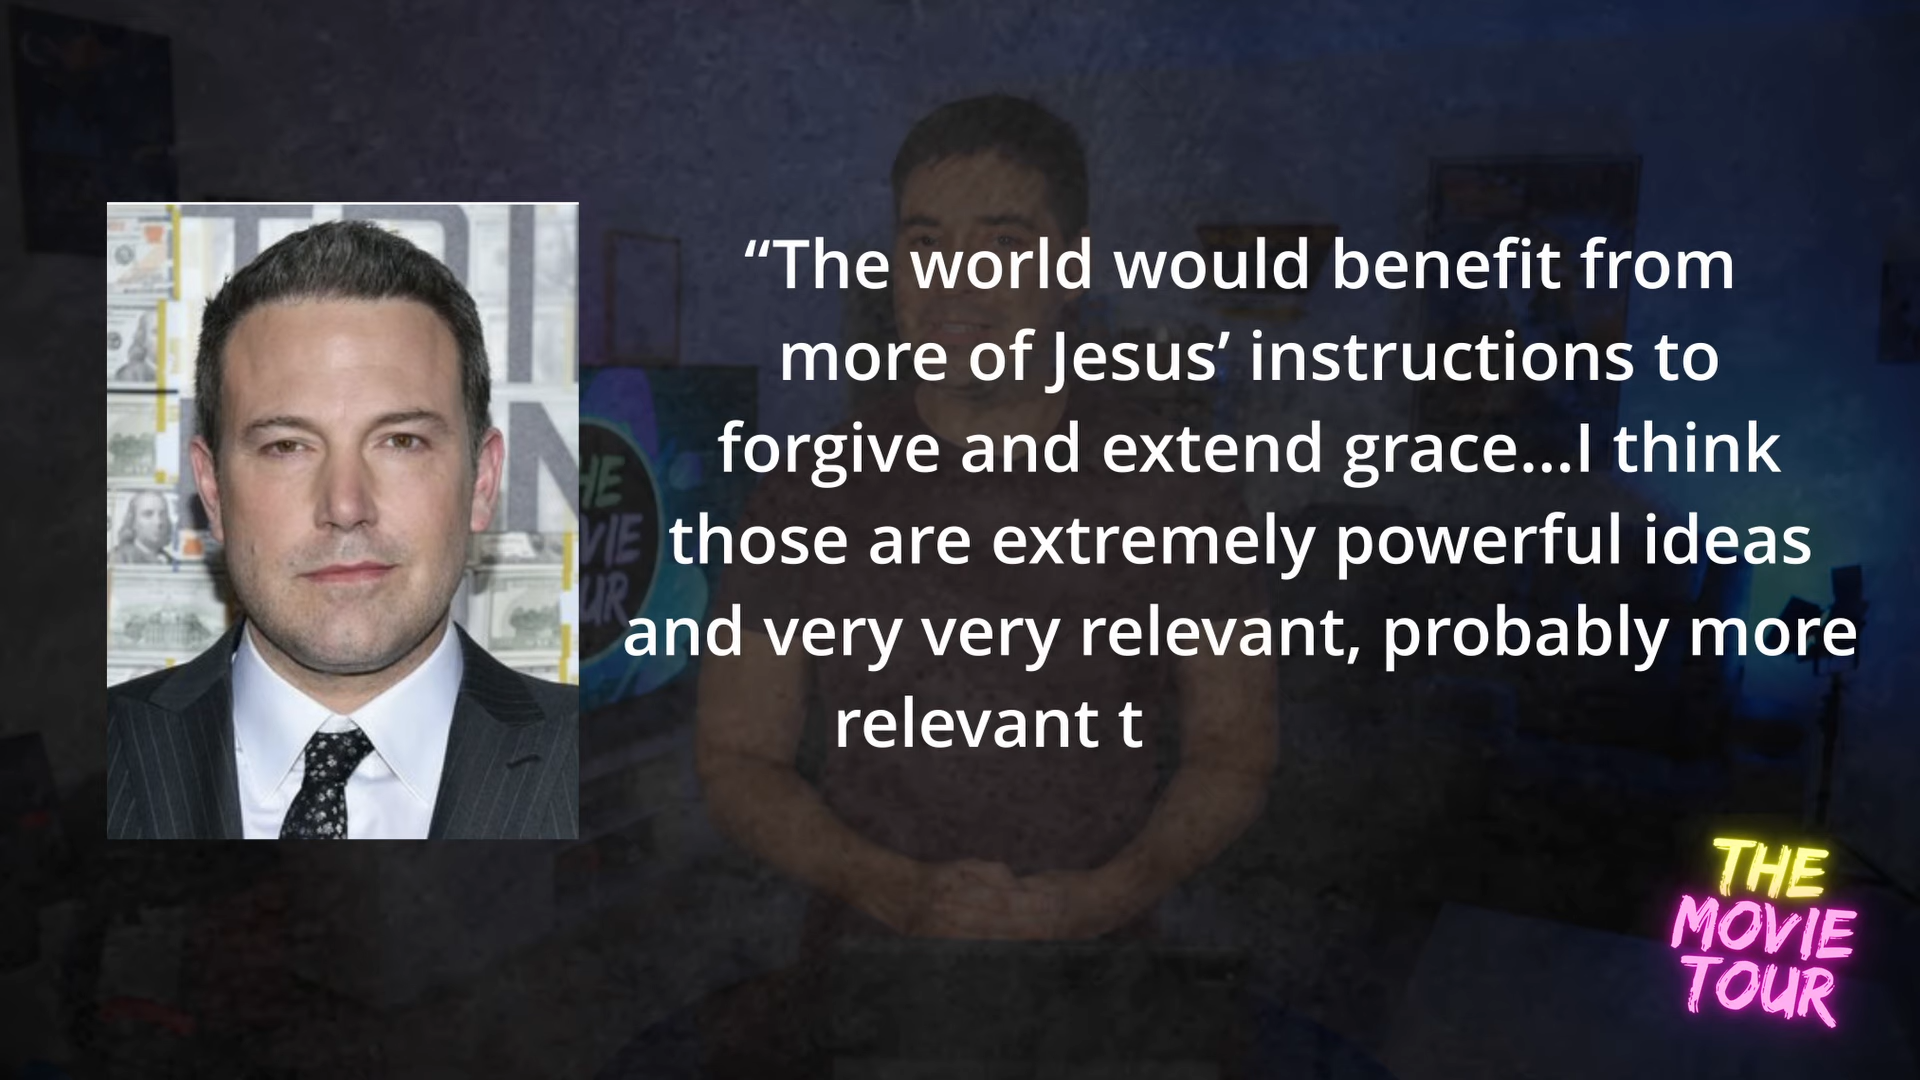 “The world would benefit from
more of Jesus’ instructions to
forgive and extend grace...I think
those are extremely powerful ideas
and very very relevant, probably more
relevant t
THE
MOVIE
TOUR